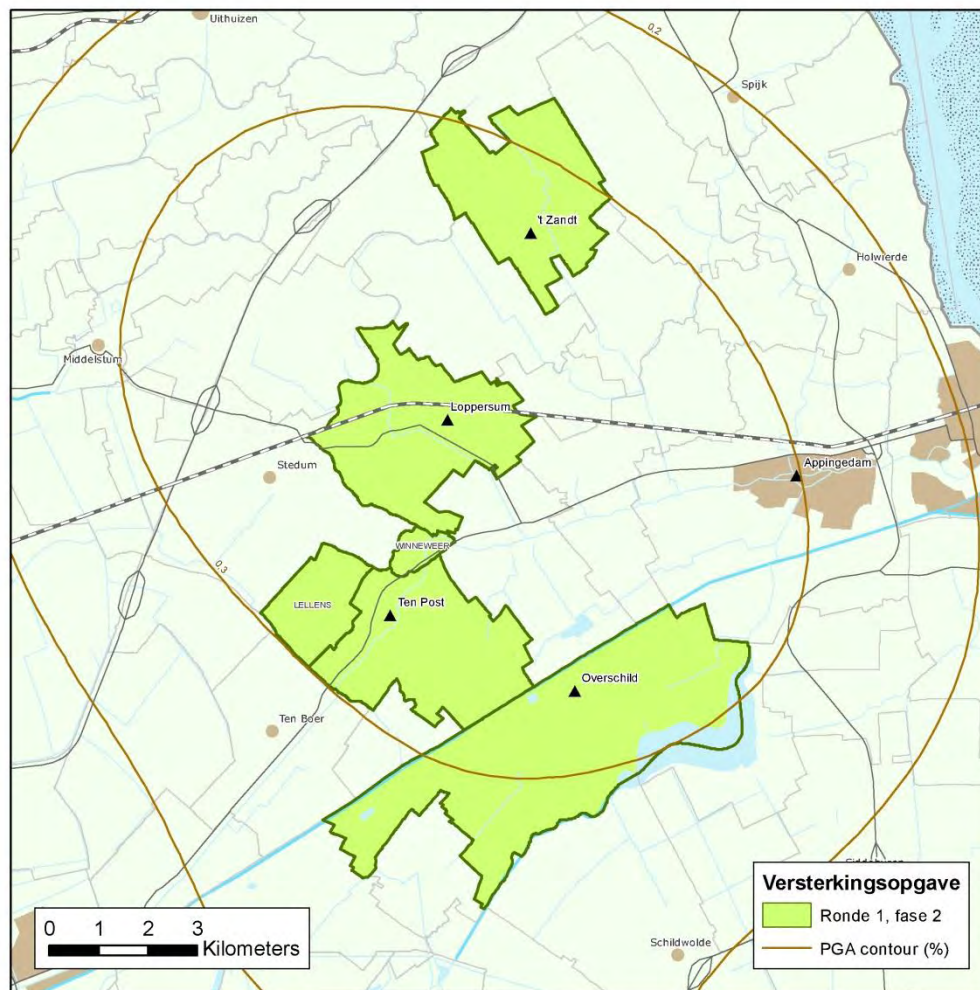 Uithuizen
0,2
Spijk
't Zandt
Holwierde
Middelstum
Loppersum
Stedum
Appingedam
WINNEWEER
0,3
LELLENS
Ten Post
Overschild
Ten Boer
Schildwolde
0 1 2 3
Kilometers
Versterkingsopgave
Ronde 1, fase 2
PGA contour (%)